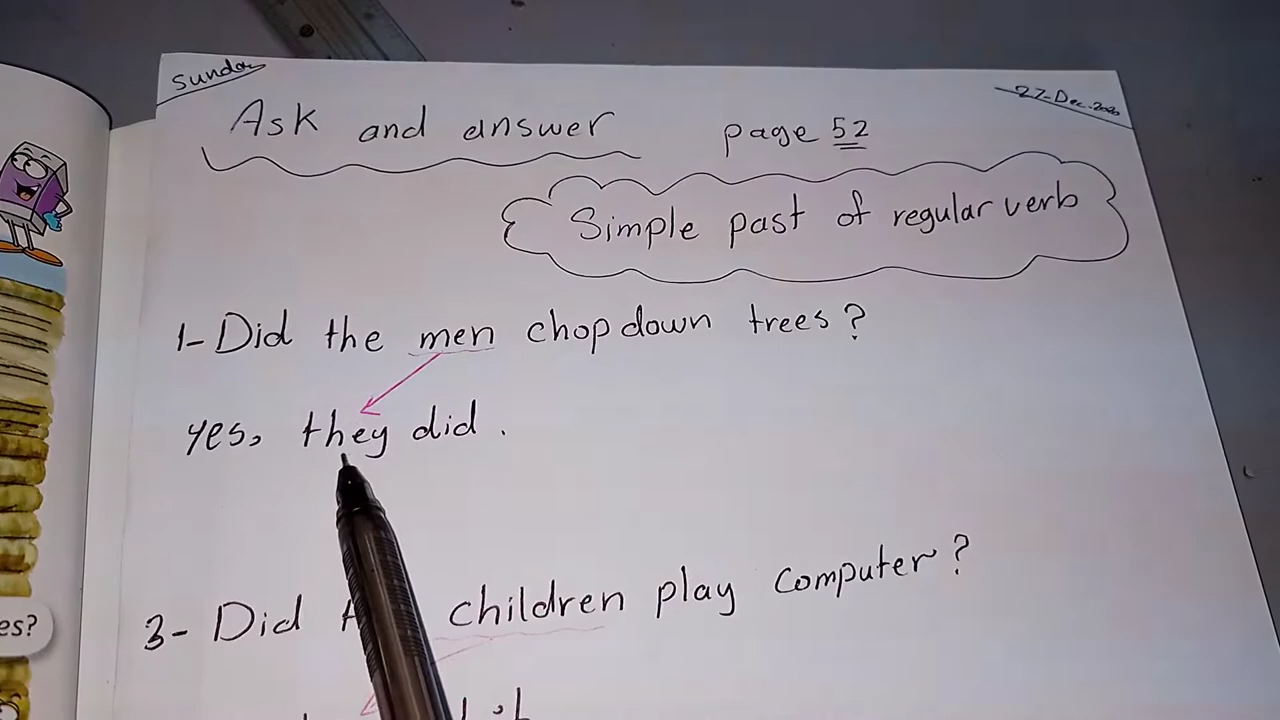 Sunday
27-Dec.2020
Ask and answer
page 52
Simple past of regular verb
1- Did the men chop down trees?
yes, they did.
es?
3- Did children play computer?